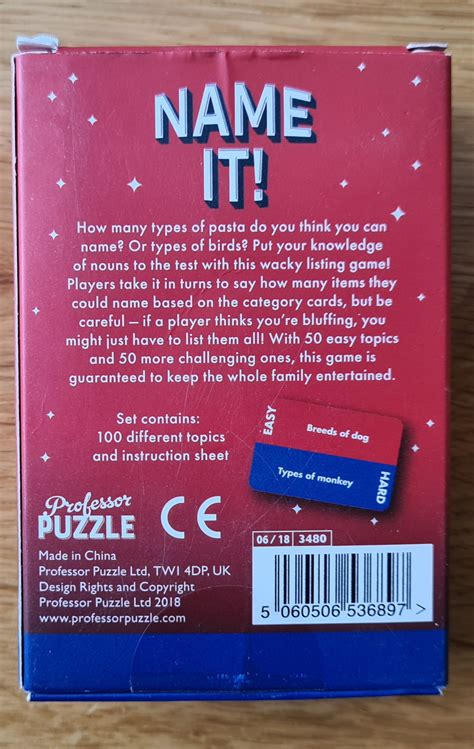 NAME
IT!
How many types of pasta do you think you can
name? Or types of birds? Put your knowledge
of nouns to the test with this wacky listing game!
Players take it in turns to say how many items they
could name based on the category cards, but be
careful – if a player thinks you're bluffing, you
might just have to list them all! With 50 easy topics
and 50 more challenging ones, this game is
guaranteed to keep the whole family entertained.
Set contains:
100 different topics
and instruction sheet
EASY
Breeds of dog
Types of monkey
HARD
Professor
PUZZLE
CE
Made in China
Professor Puzzle Ltd, TW1 4DP, UK
Design Rights and Copyright
Professor Puzzle Ltd 2018
www.professorpuzzle.com
06 / 18 3480
5 060506 536897 >